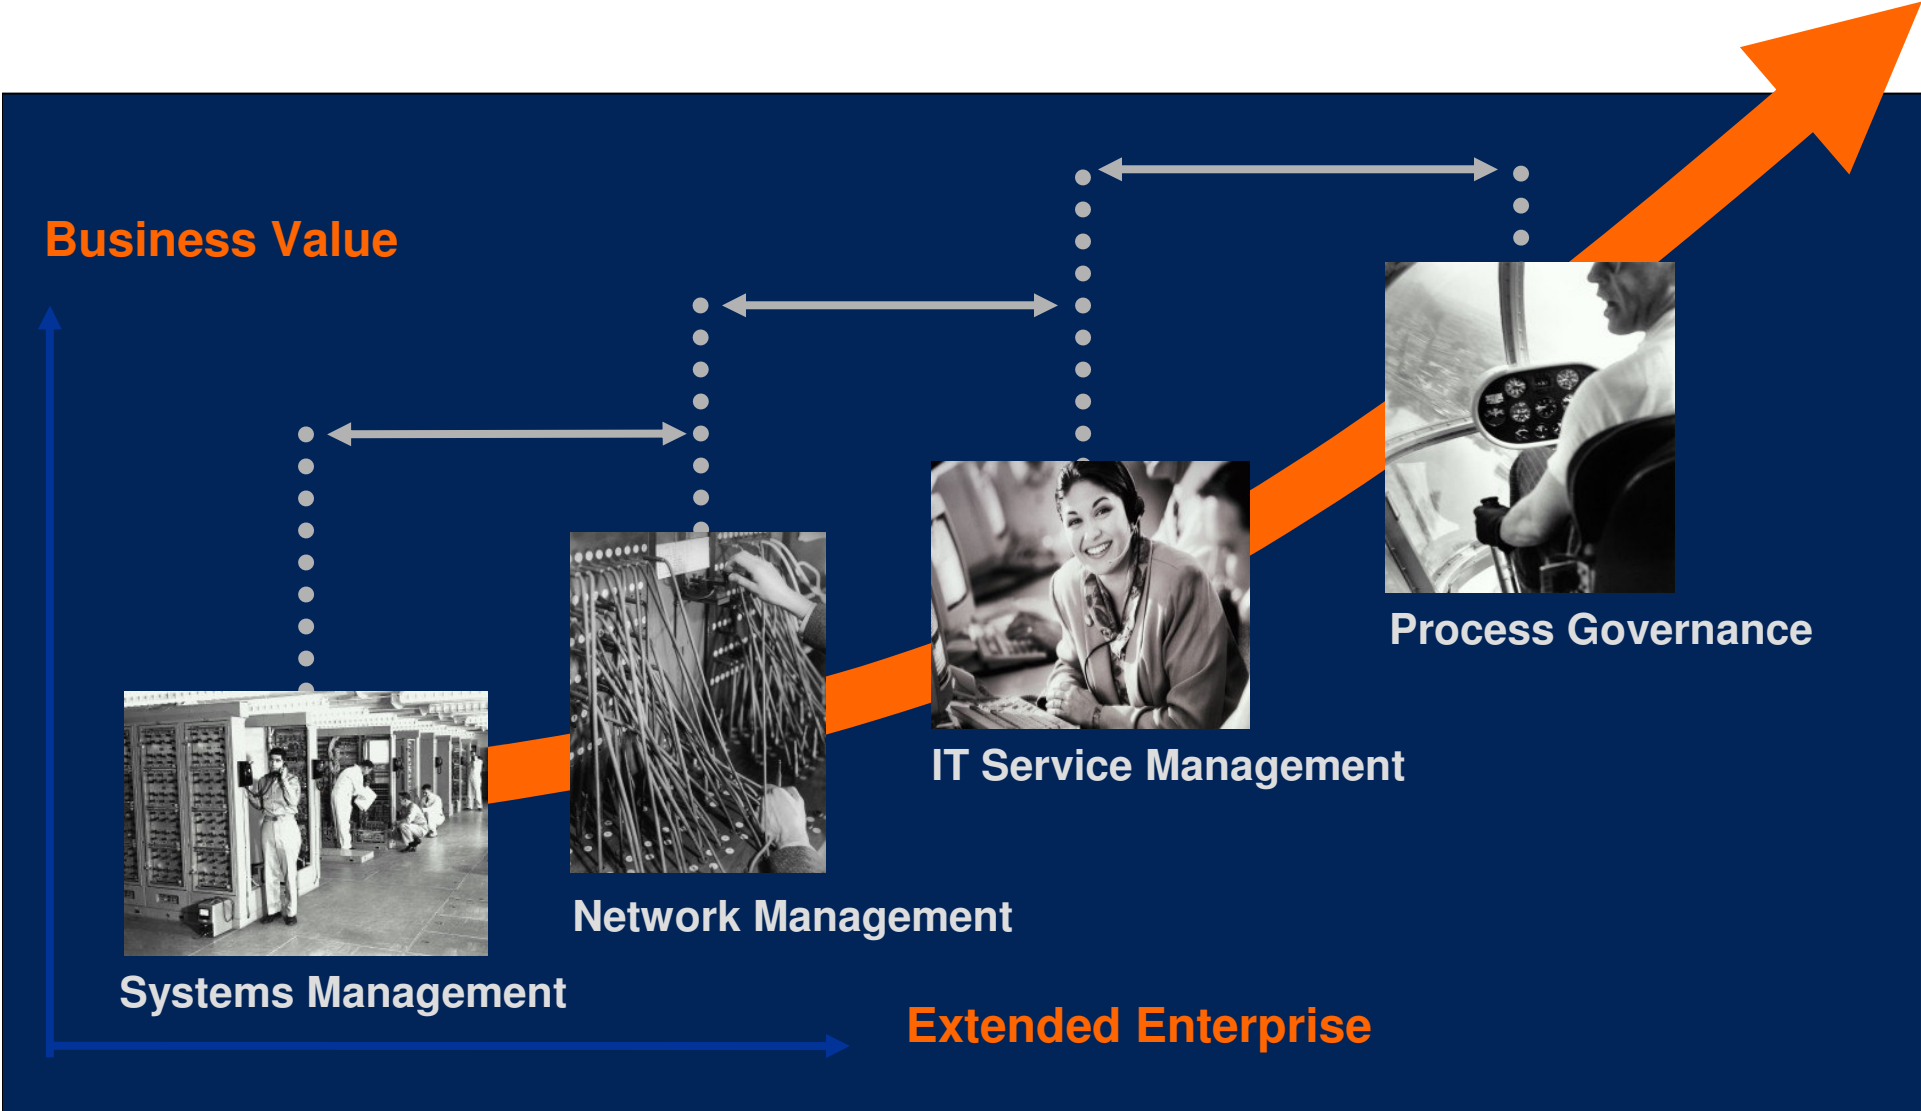 Business Value
Process Governance
IT Service Management
Network Management
Systems Management
Extended Enterprise